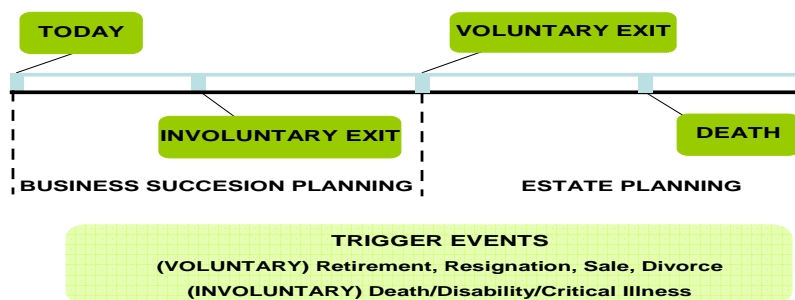 TODAY
VOLUNTARY EXIT
INVOLUNTARY EXIT
DEATH
BUSINESS SUCCESION PLANNING
ESTATE PLANNING
TRIGGER EVENTS
(VOLUNTARY) Retirement, Resignation, Sale, Divorce
(INVOLUNTARY) Death/Disability/Critical Illness